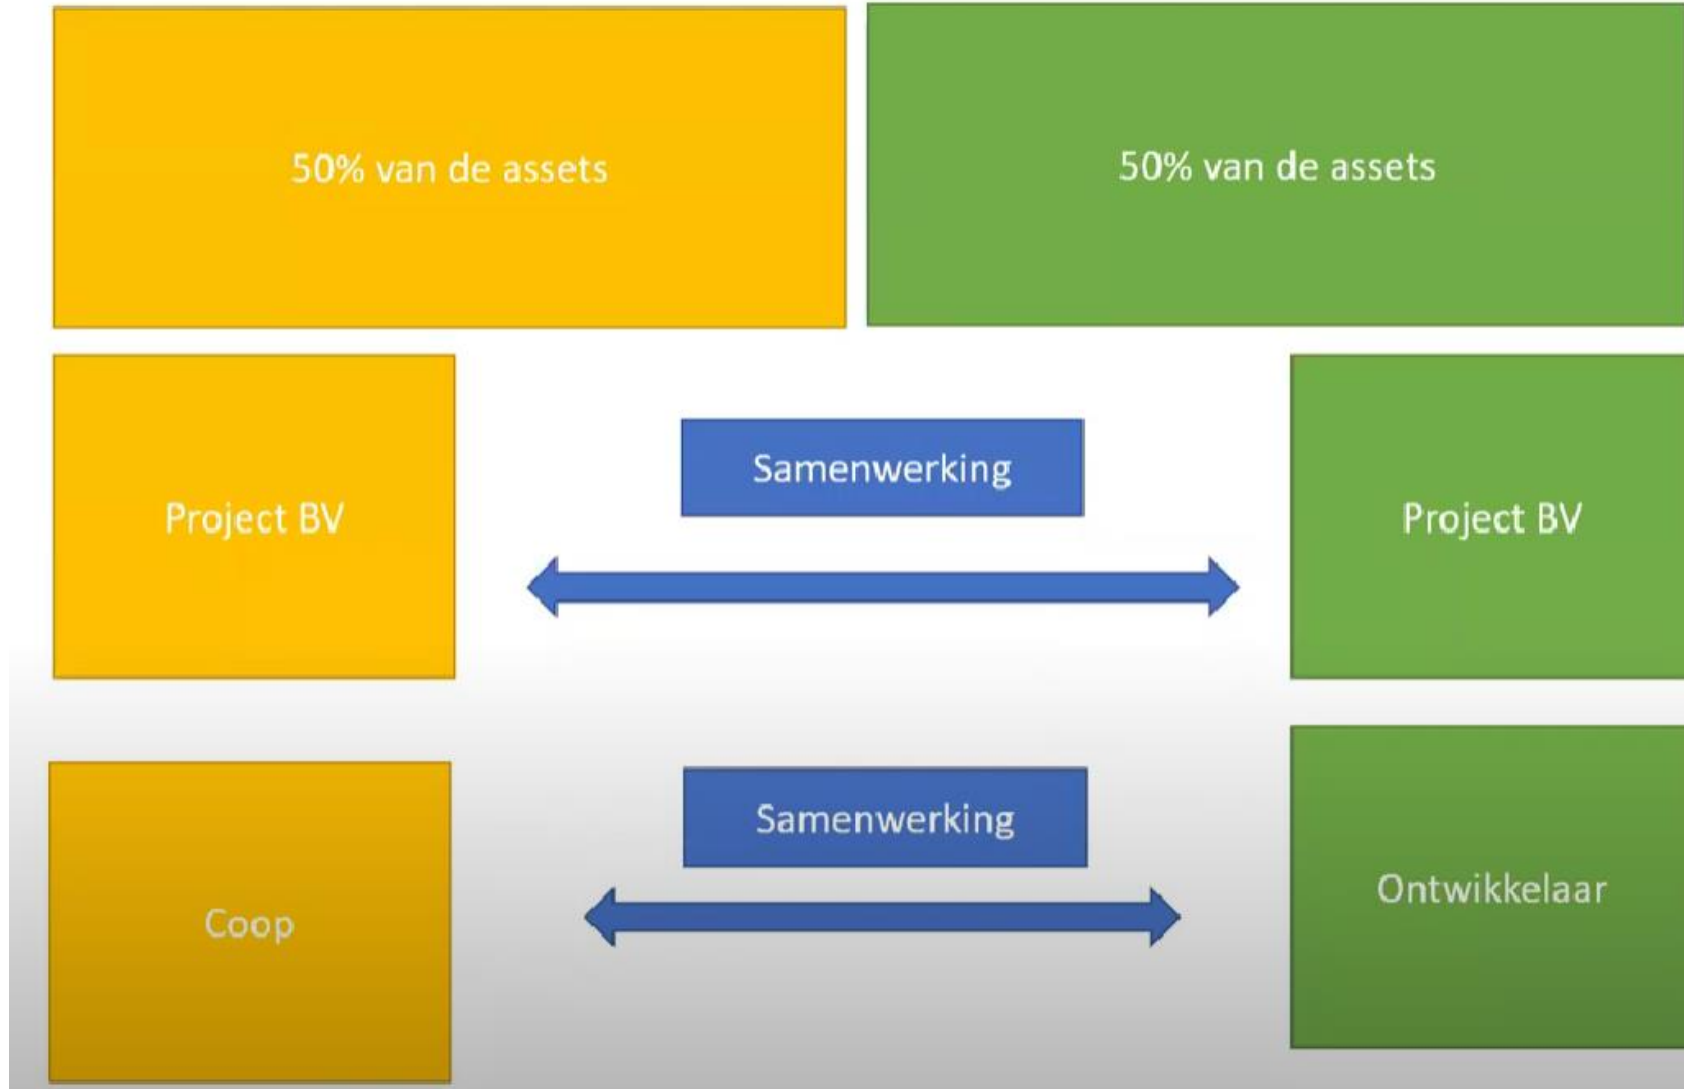 50% van de assets
50% van de assets
Project BV
Samenwerking
Project BV
Coop
Samenwerking
Ontwikkelaar